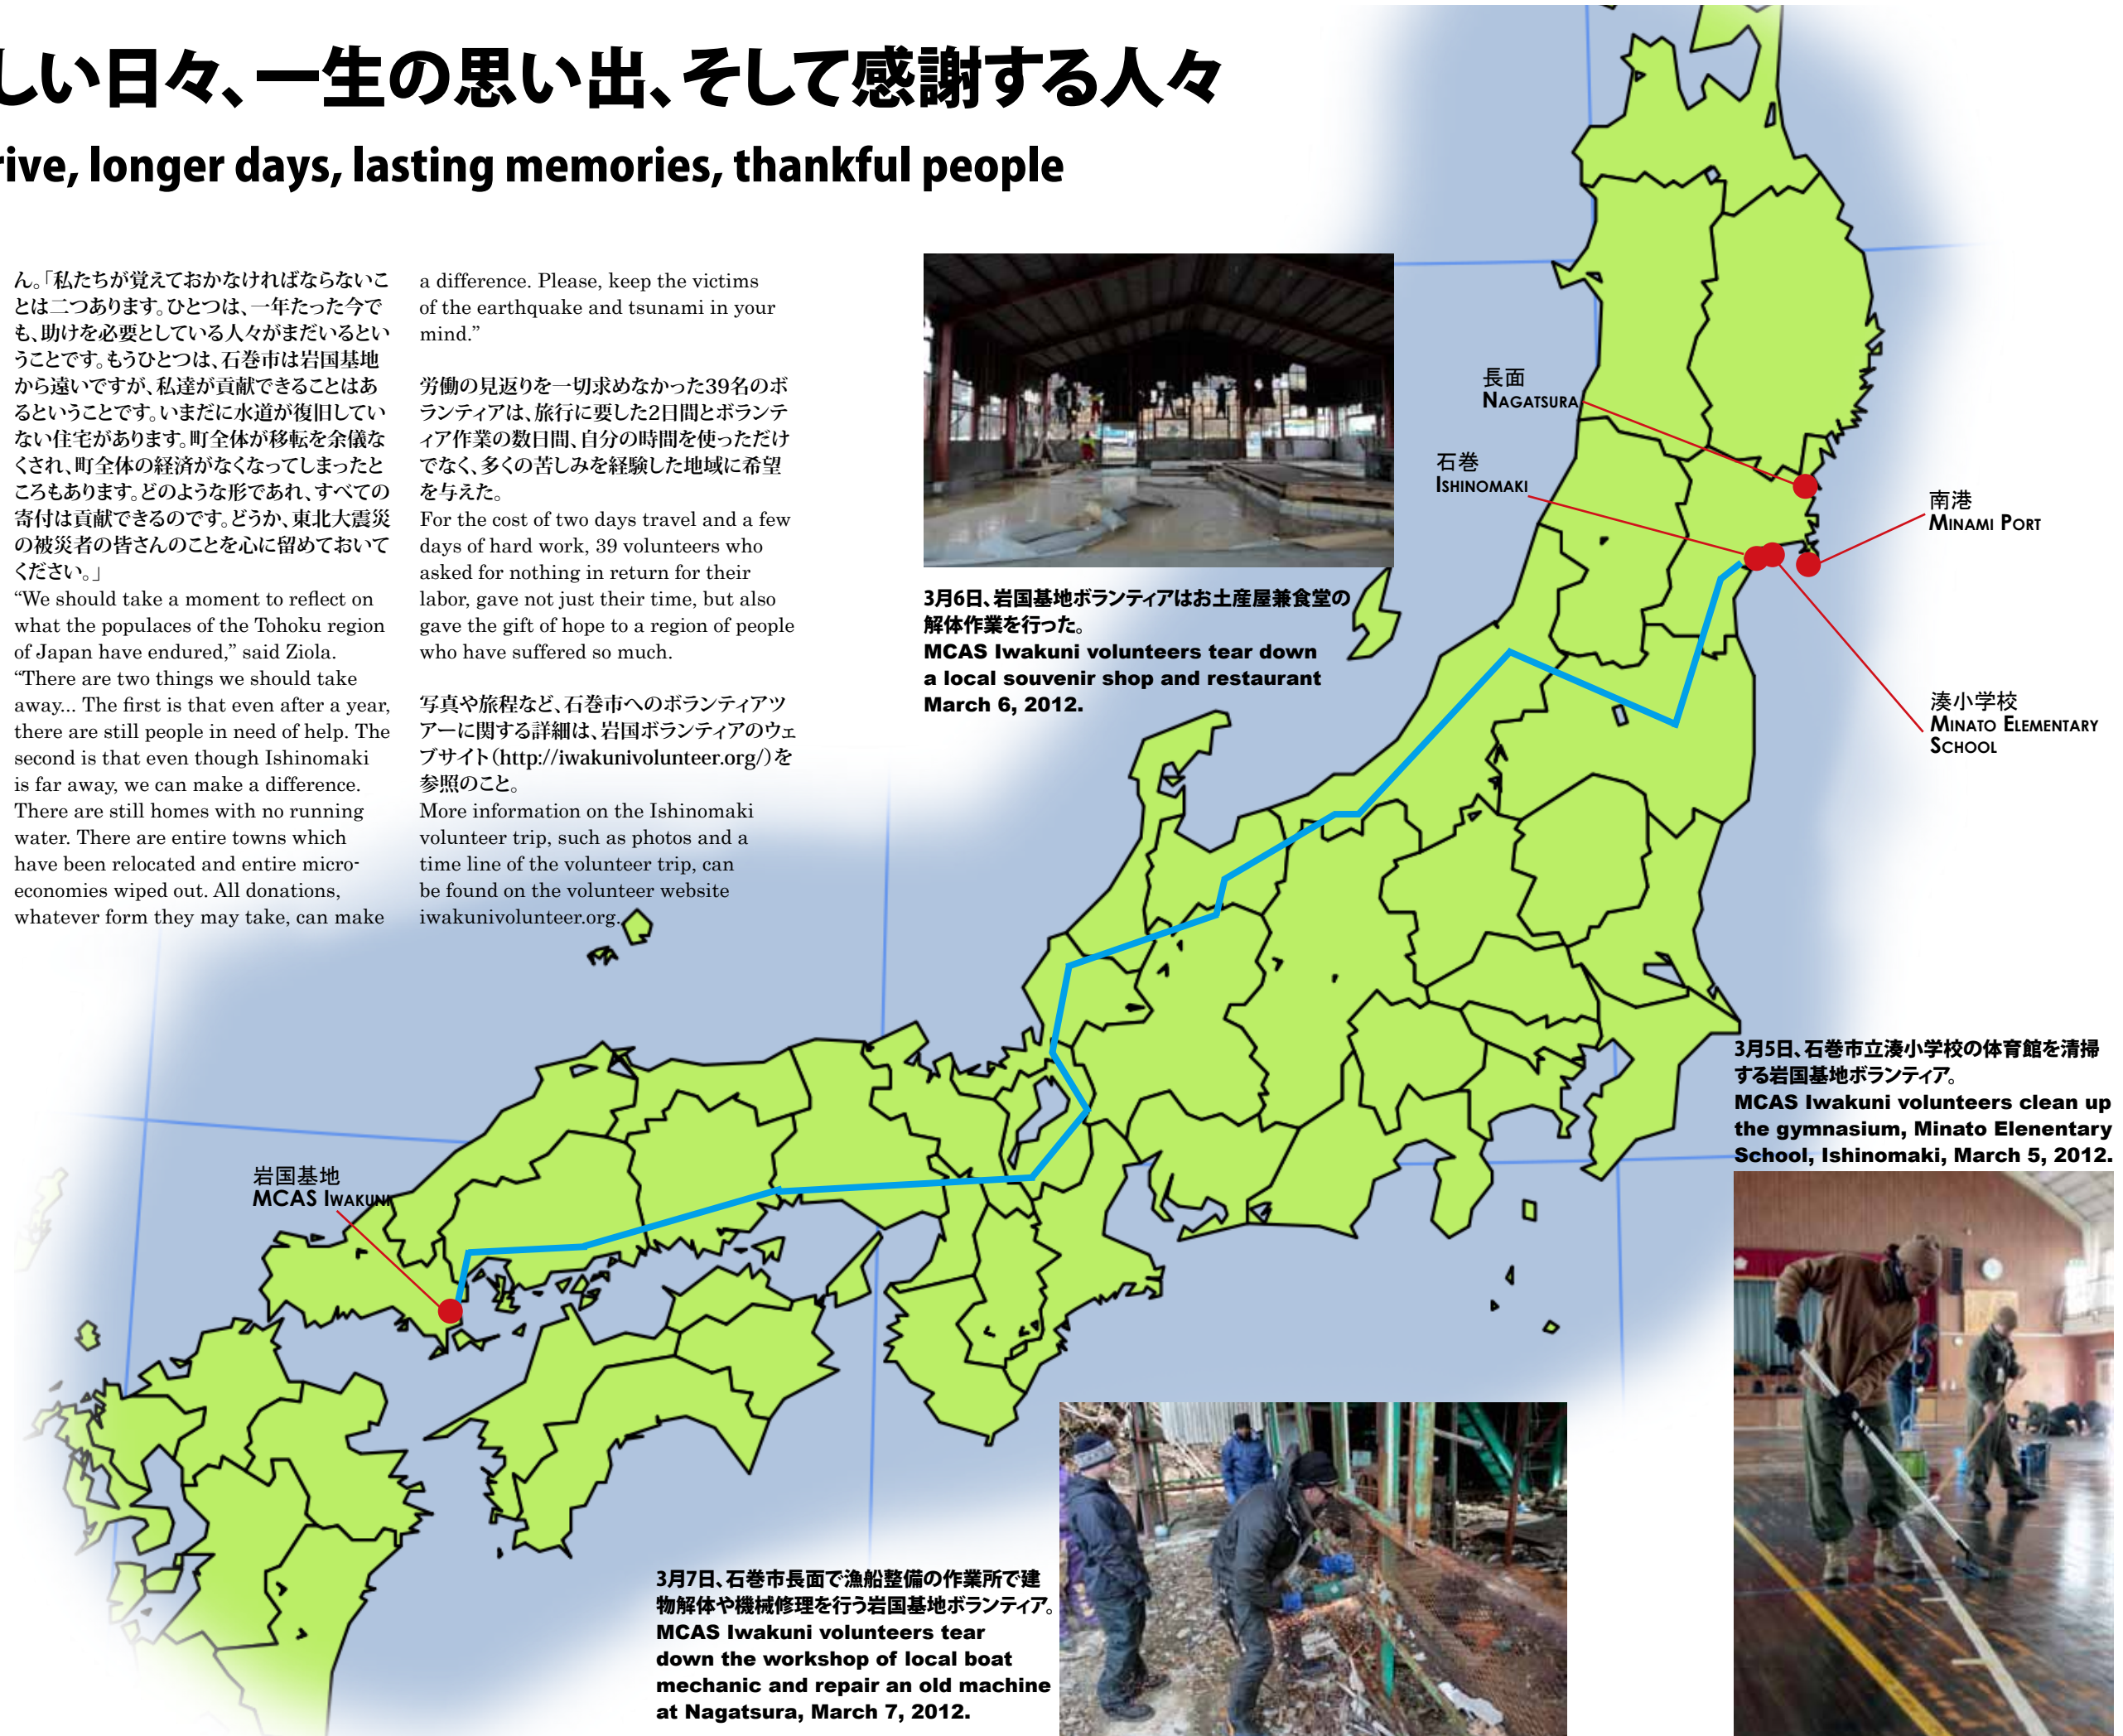 しい日々、一生の思い出、そして感謝する人々
rive, longer days, lasting memories, thankful people
ん。「私たちが覚えておかなければならないこ
とは二つあります。ひとつは、一年たった今で
も、助けを必要としている人々がまだいるとい
うことです。もうひとつは、石巻市は岩国基地
から遠いですが、私達が貢献できることはあ
るということです。いまだに水道が復旧してい
ない住宅があります。町全体が移転を余儀な
くされ、町全体の経済がなくなってしまったと
ころもあります。どのような形であれ、すべての
寄付は貢献できるのです。どうか、東北大震災
の被災者の皆さんのことを心に留めておいて
ください。」
“We should take a moment to reflect on
what the populaces of the Tohoku region
of Japan have endured,” said Ziola.
“There are two things we should take
away... The first is that even after a year,
there are still people in need of help. The
second is that even though Ishinomaki
is far away, we can make a difference.
There are still homes with no running
water. There are entire towns which
have been relocated and entire micro-
economies wiped out. All donations,
whatever form they may take, can make
a difference. Please, keep the victims
of the earthquake and tsunami in your
mind.”
労働の見返りを一切求めなかった39名のボ
ランティアは、旅行に要した2日間とボランテ
ィア作業の数日間、自分の時間を使っただけ
でなく、多くの苦しみを経験した地域に希望
を与えた。
For the cost of two days travel and a few
days of hard work, 39 volunteers who
asked for nothing in return for their
labor, gave not just their time, but also
gave the gift of hope to a region of people
who have suffered so much.
写真や旅程など、石巻市へのボランティアツ
アーに関する詳細は、岩国ボランティアのウェ
ブサイト(http://iwakunivolunteer.org/)を
参照のこと。
More information on the Ishinomaki
volunteer trip, such as photos and a
time line of the volunteer trip, can
be found on the volunteer website
iwakunivolunteer.org.
3月6日、岩国基地ボランティアはお土産屋兼食堂の
解体作業を行った。
MCAS Iwakuni volunteers tear down
a local souvenir shop and restaurant
March 6, 2012.
長面
NAGATSURA
石巻
ISHINOMAKI
南港
MINAMI PORT
湊小学校
MINATO ELEMENTARY
SCHOOL
岩国基地
MCAS IWAKUNI
3月5日、石巻市立湊小学校の体育館を清掃
する岩国基地ボランティア。
MCAS Iwakuni volunteers clean up
the gymnasium, Minato Elenentary
School, Ishinomaki, March 5, 2012.
3月7日、石巻市長面で漁船整備の作業所で建
物解体や機械修理を行う岩国基地ボランティア。
MCAS Iwakuni volunteers tear
down the workshop of local boat
mechanic and repair an old machine
at Nagatsura, March 7, 2012.